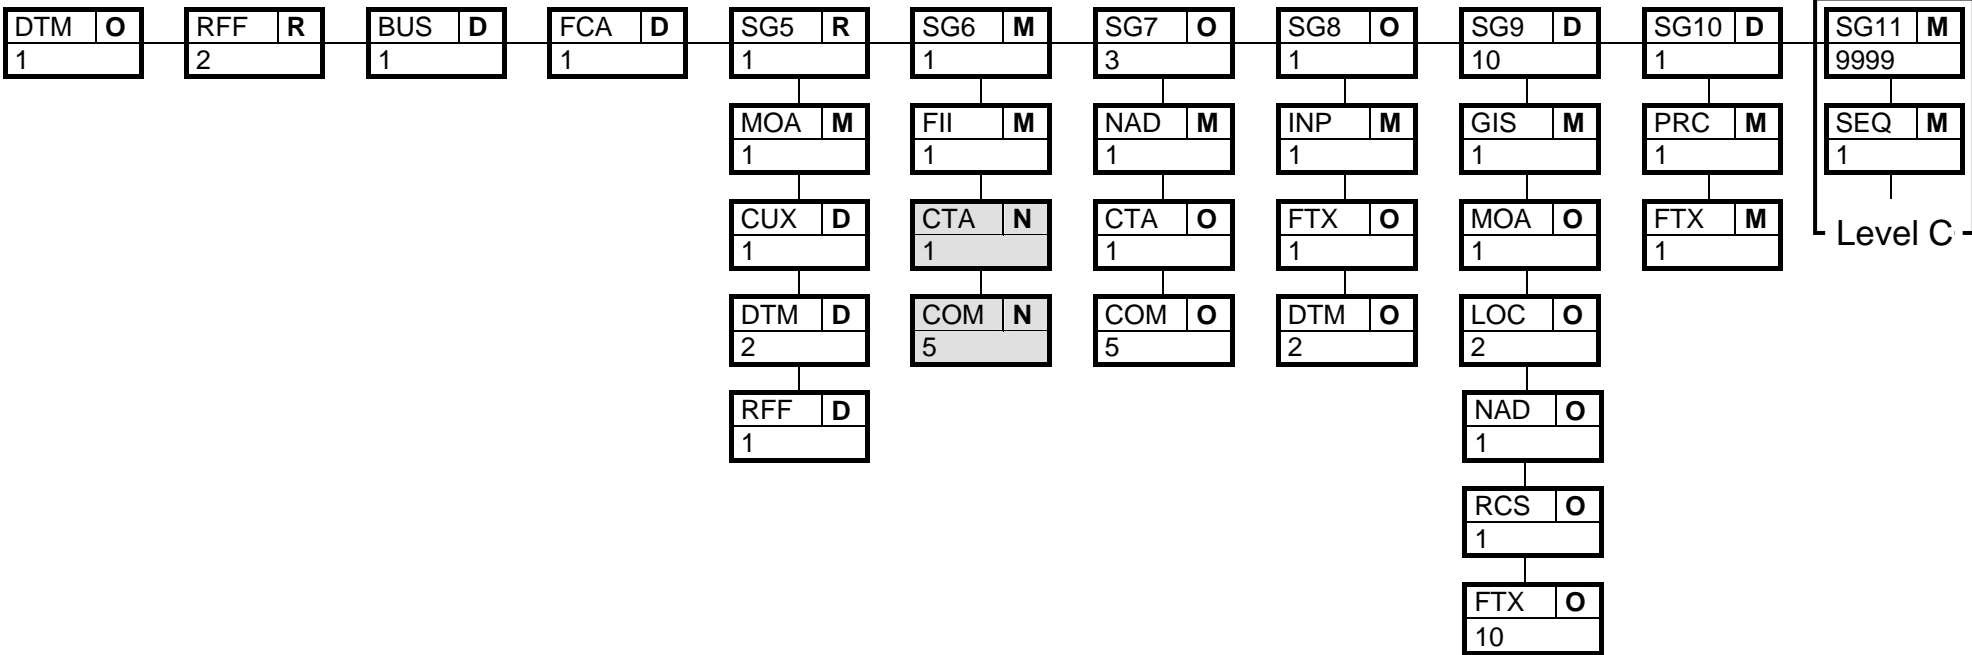 DTM O RFF R BUS D FCA D SG5 R SG6 M SG7 O SG8 O SG9 D SG10 D SG11 M
1 2 1 1 1 1 3 1 10 1 9999
MOA M FII M NAD M INP M GIS M PRC M SEQ M
1 1 1 1 1 1 1
CUX D CTA N CTA O FTX O MOA O FTX M
1 1 1 1 1 1
Level C
DTM D COM N COM O DTM O LOC O
2 5 5 2 2
RFF D NAD O
1 1
RCS O
1
FTX O
10